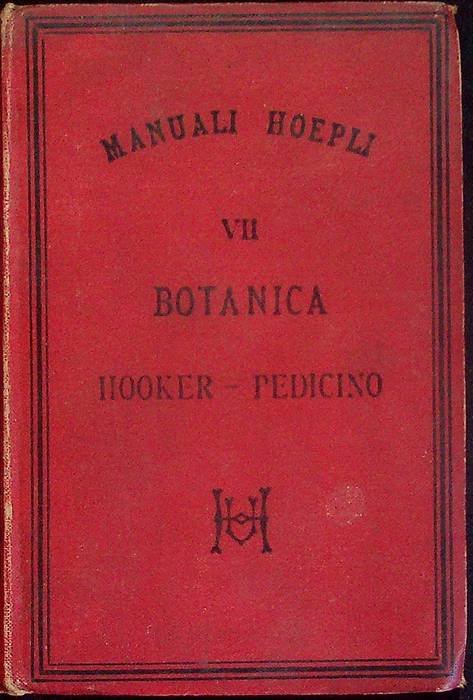 MANUALI HOEPLI
VII
BOTANICA
HOOKER - PEDICINO